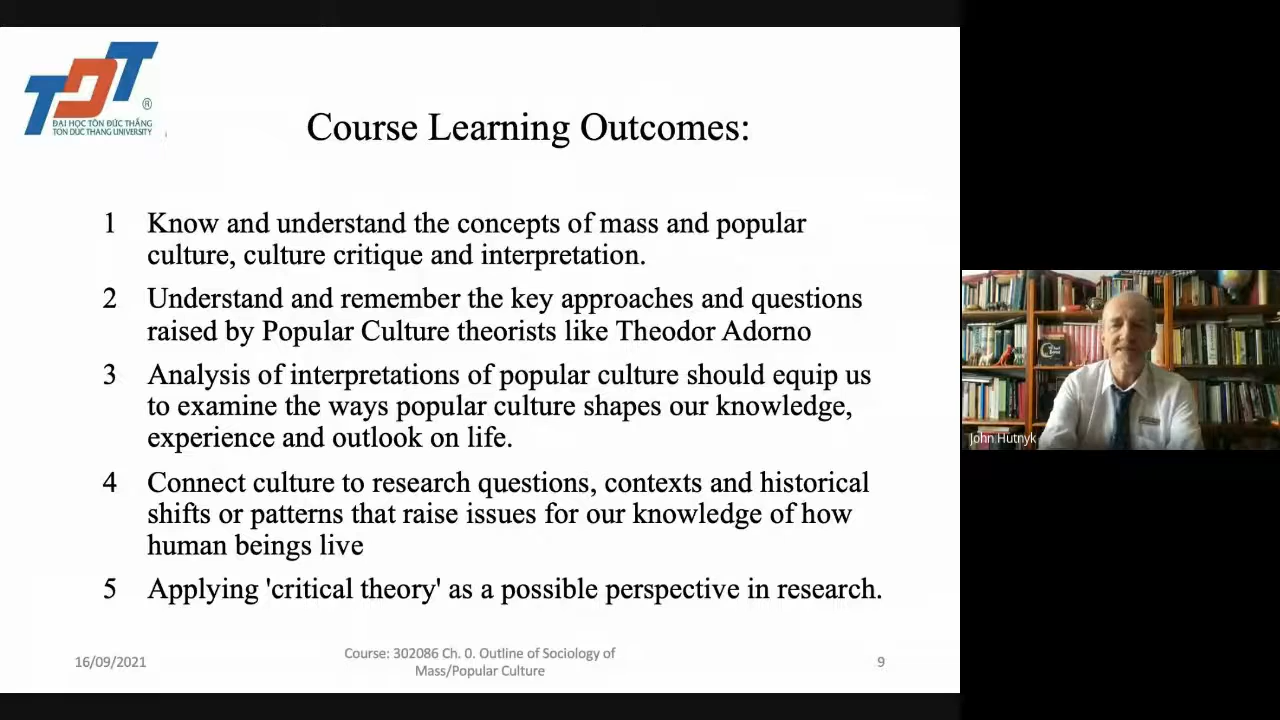 TDT
®
ĐẠI HỌC TÔN ĐỨC THẮNG
TON DUC THANG UNIVERSITY
Course Learning Outcomes:
1 Know and understand the concepts of mass and popular
culture, culture critique and interpretation.
2 Understand and remember the key approaches and questions
raised by Popular Culture theorists like Theodor Adorno
3 Analysis of interpretations of popular culture should equip us
to examine the ways popular culture shapes our knowledge,
experience and outlook on life.
4 Connect culture to research questions, contexts and historical
shifts or patterns that raise issues for our knowledge of how
human beings live
5 Applying 'critical theory' as a possible perspective in research.
16/09/2021
Course: 302086 Ch. 0. Outline of Sociology of
Mass/Popular Culture
9
John Hutnyk